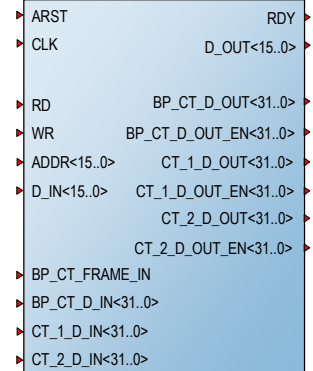 ARST RDY
CLK D_OUT<15..0>
RD BP_CT_D_OUT<31..0>
WR BP_CT_D_OUT_EN<31..0>
ADDR<15..0> CT_1_D_OUT<31..0>
D_IN<15..0> CT_1_D_OUT_EN<31..0>
CT_2_D_OUT<31..0>
CT_2_D_OUT_EN<31..0>
BP_CT_FRAME_IN
BP_CT_D_IN<31..0>
CT_1_D_IN<31..0>
CT_2_D_IN<31..0>